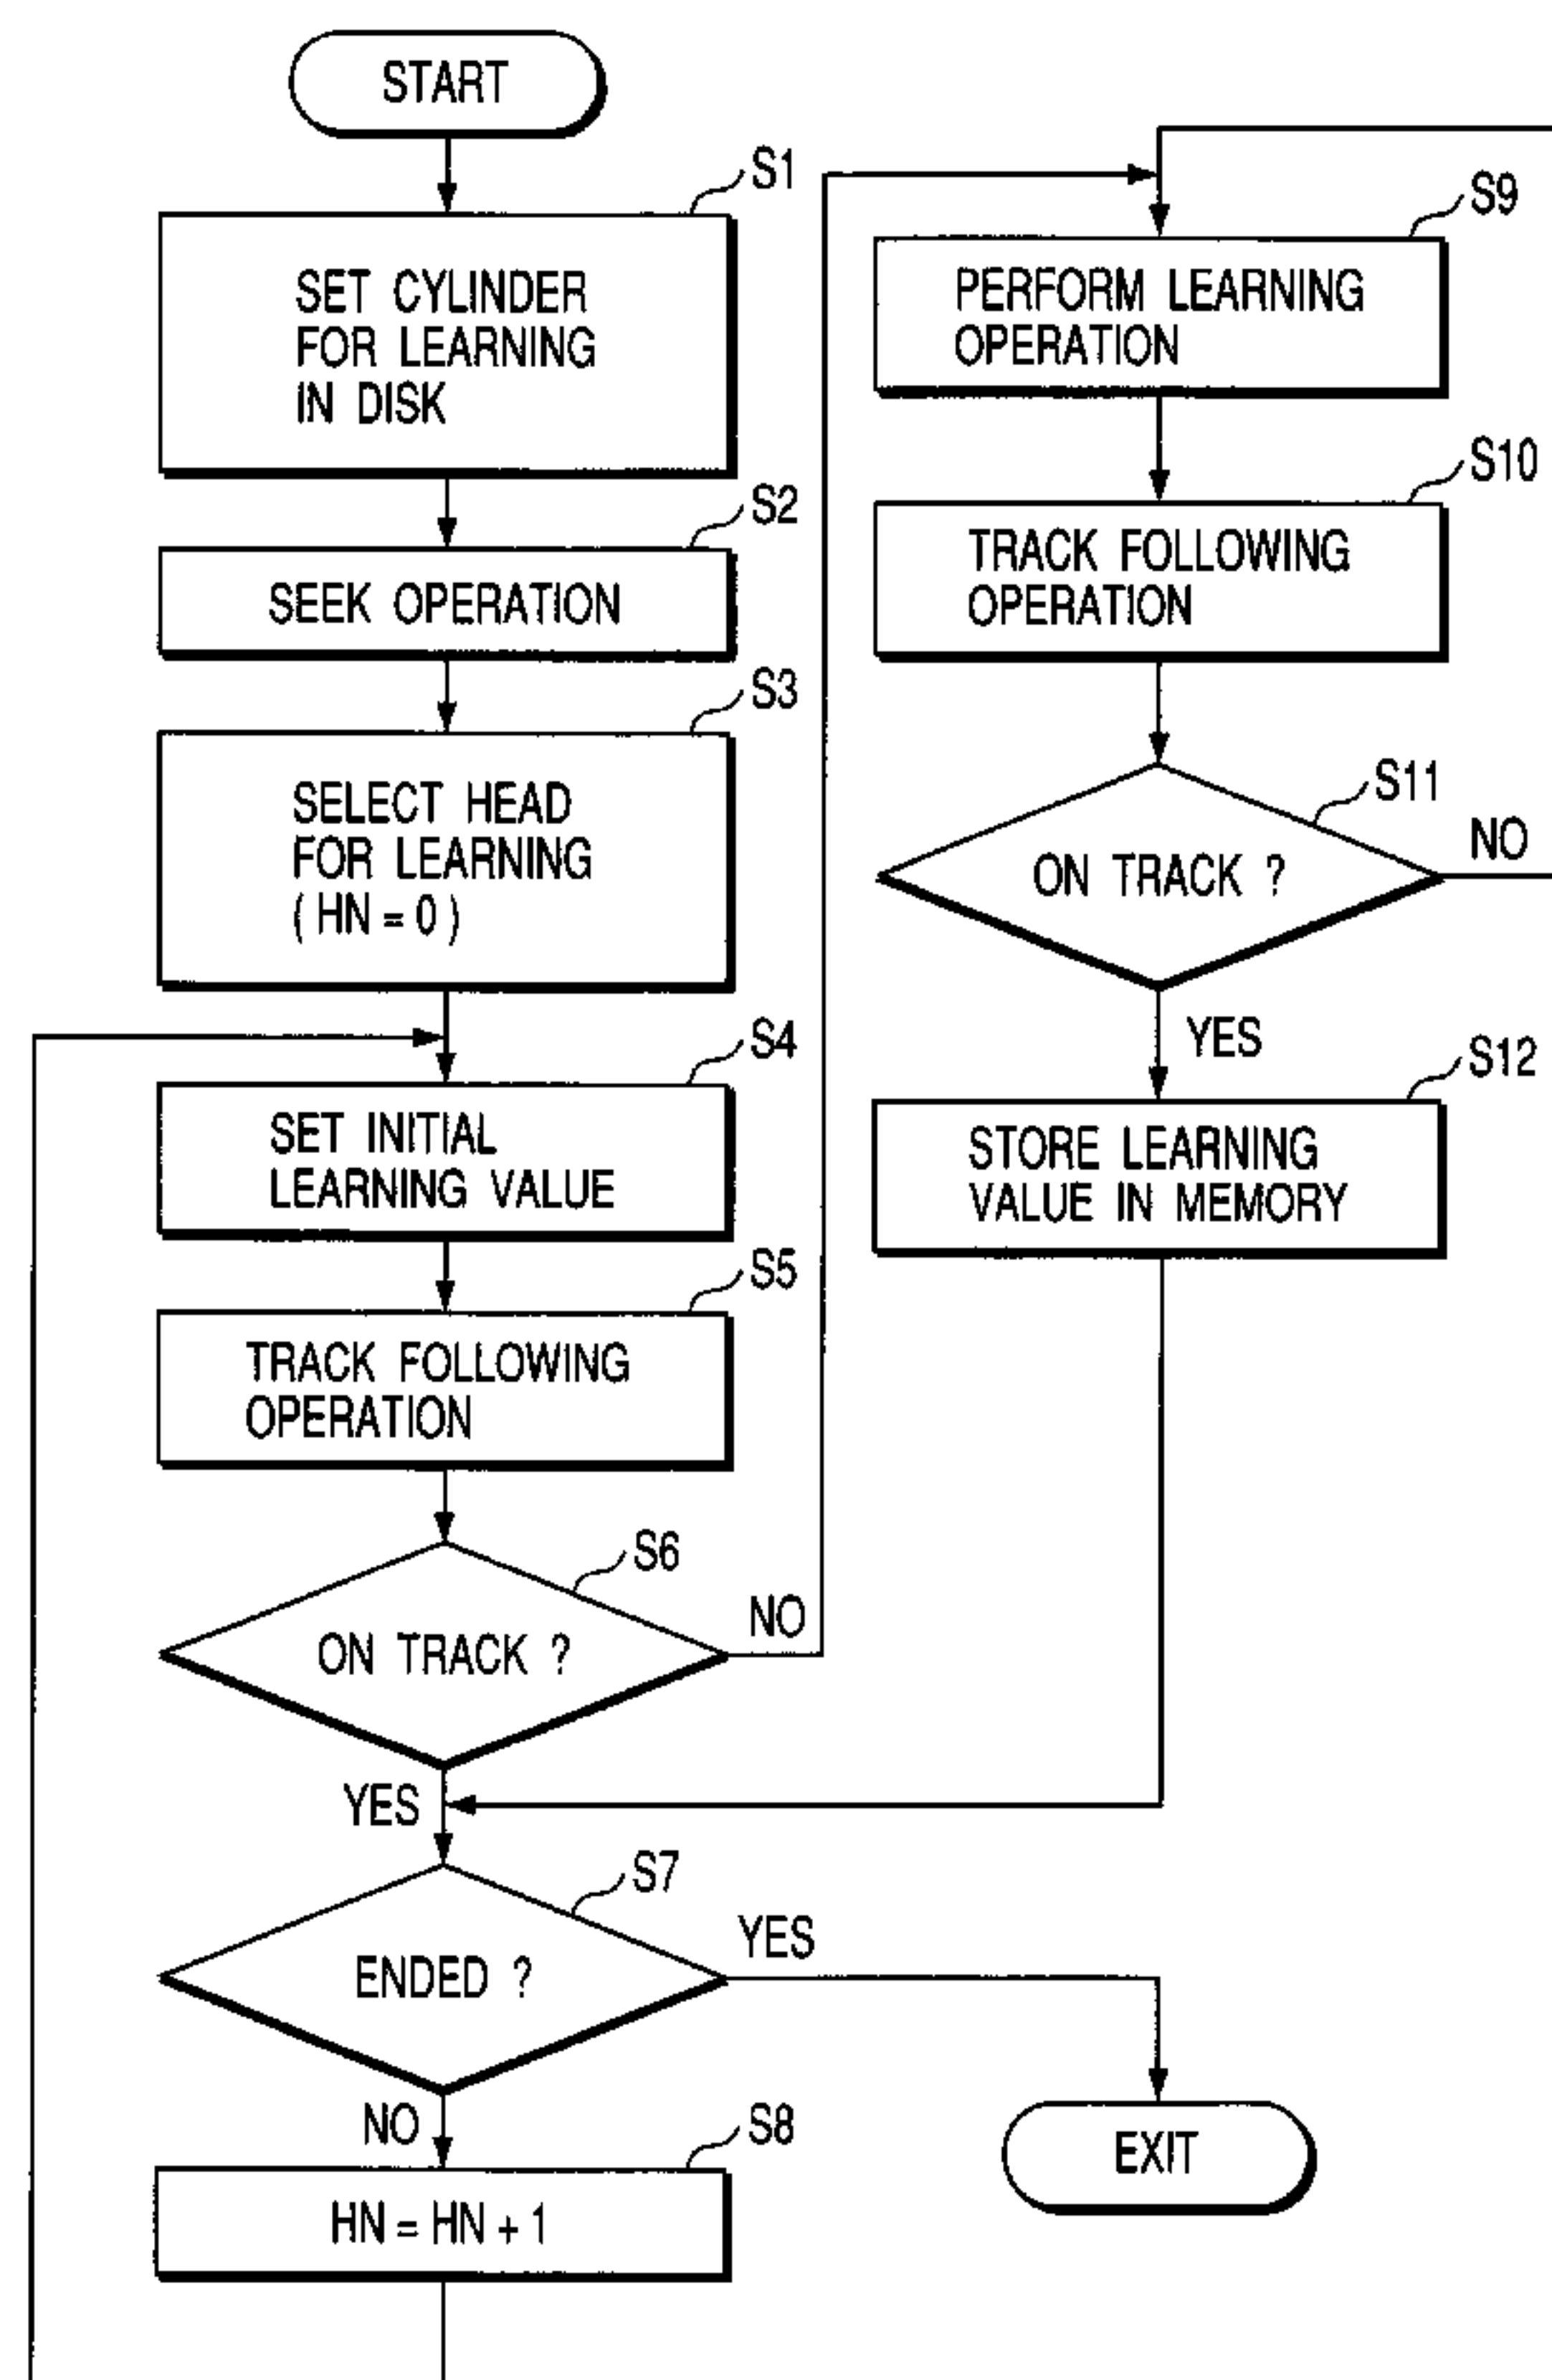 START
S1
SET CYLINDER
FOR LEARNING
IN DISK
S2
SEEK OPERATION
S3
SELECT HEAD
FOR LEARNING
( HN = 0 )
S4
SET INITIAL
LEARNING VALUE
S5
TRACK FOLLOWING
OPERATION
S6
ON TRACK ?
NO
YES
S7
ENDED ?
YES
NO
S8
HN = HN + 1
S9
PERFORM LEARNING
OPERATION
S10
TRACK FOLLOWING
OPERATION
S11
ON TRACK ?
NO
YES
S12
STORE LEARNING
VALUE IN MEMORY
EXIT